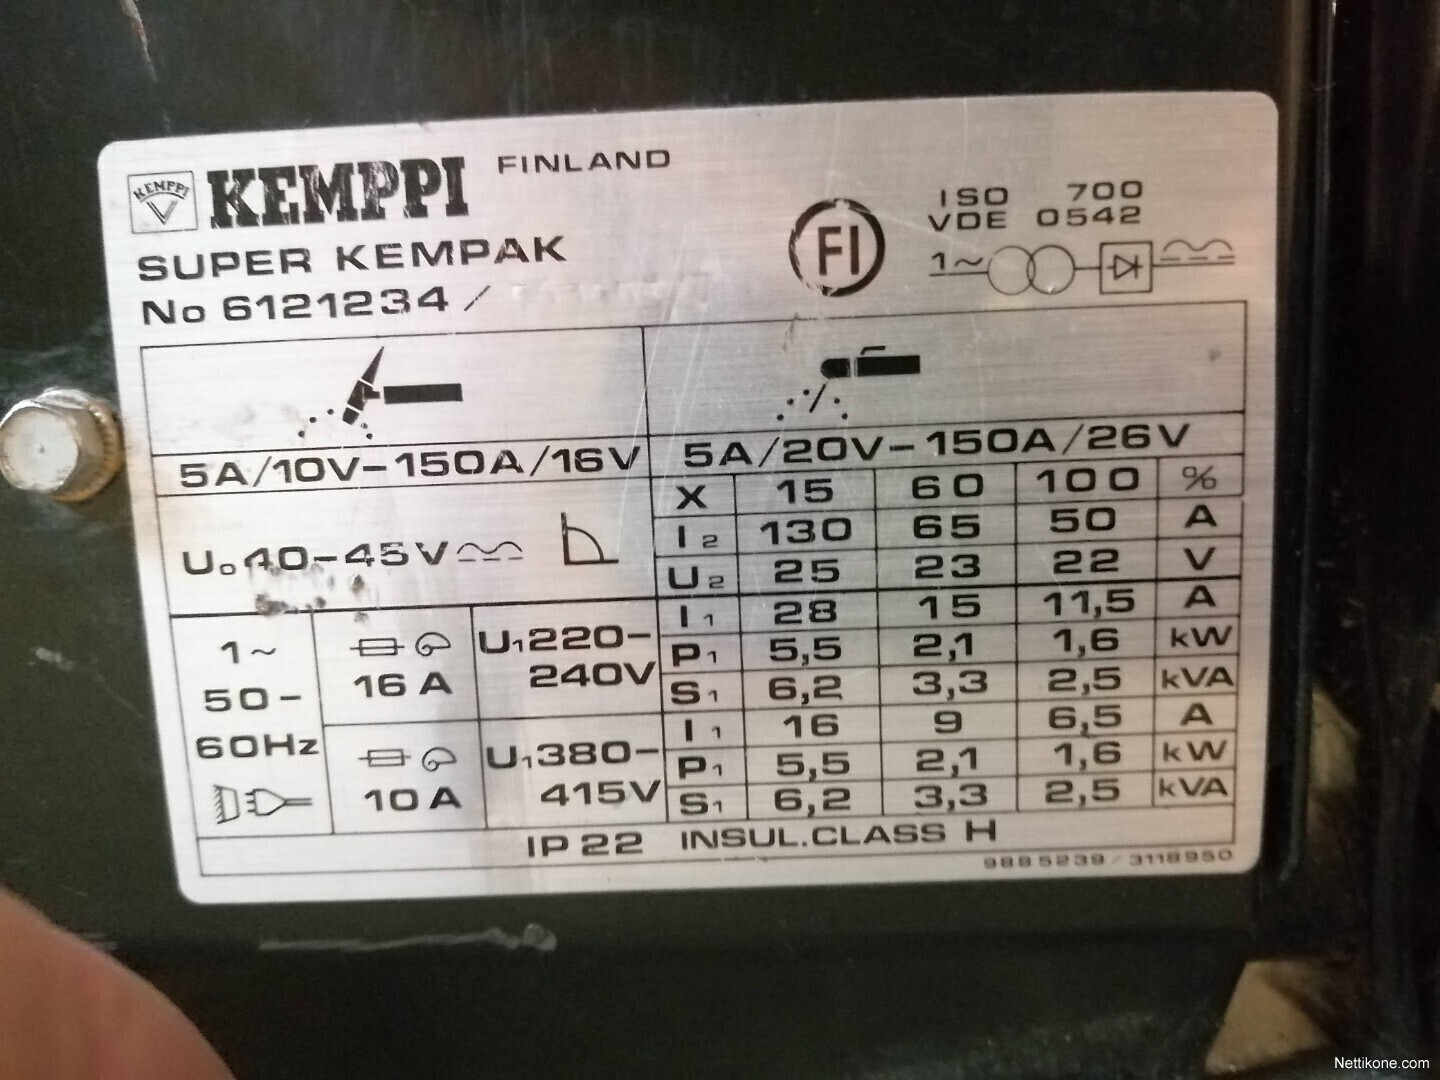 KEMPPI KEMPPI FINLAND
SUPER KEMPAK
No 6121234 /
FI
ISO 700
VDE 0542
1~
5A/10V-150A/16V
5A/20V-150A/26V
U₀ 40-45V
X 15 60 100 %
I₂ 130 65 50 A
U₂ 25 23 22 V
1~
50-
60Hz
16 A
U₁ 220-
240V
I₁ 28 15 11,5 A
P₁ 5,5 2,1 1,6 kW
S₁ 6,2 3,3 2,5 kVA
10 A
U₁ 380-
415V
I₁ 16 9 6,5 A
P₁ 5,5 2,1 1,6 kW
S₁ 6,2 3,3 2,5 kVA
IP 22 INSUL.CLASS H
9885239 / 3118950
Nettikone.com